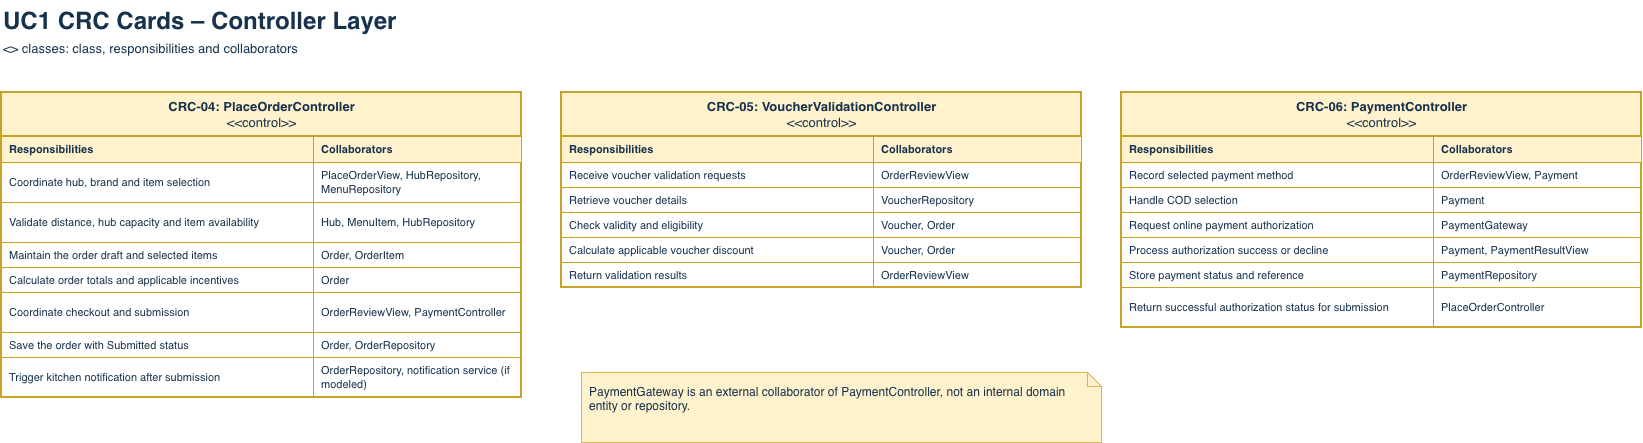 UC1 CRC Cards – Controller Layer
<> classes: class, responsibilities and collaborators
CRC-04: PlaceOrderController
<<control>>
Responsibilities
Collaborators
Coordinate hub, brand and item selection
PlaceOrderView, HubRepository,
MenuRepository
Validate distance, hub capacity and item availability
Hub, MenuItem, HubRepository
Maintain the order draft and selected items
Order, OrderItem
Calculate order totals and applicable incentives
Order
Coordinate checkout and submission
OrderReviewView, PaymentController
Save the order with Submitted status
Order, OrderRepository
Trigger kitchen notification after submission
OrderRepository, notification service (if
modeled)
CRC-05: VoucherValidationController
<<control>>
Responsibilities
Collaborators
Receive voucher validation requests
OrderReviewView
Retrieve voucher details
VoucherRepository
Check validity and eligibility
Voucher, Order
Calculate applicable voucher discount
Voucher, Order
Return validation results
OrderReviewView
CRC-06: PaymentController
<<control>>
Responsibilities
Collaborators
Record selected payment method
OrderReviewView, Payment
Handle COD selection
Payment
Request online payment authorization
PaymentGateway
Process authorization success or decline
Payment, PaymentResultView
Store payment status and reference
PaymentRepository
Return successful authorization status for submission
PlaceOrderController
PaymentGateway is an external collaborator of PaymentController, not an internal domain
entity or repository.